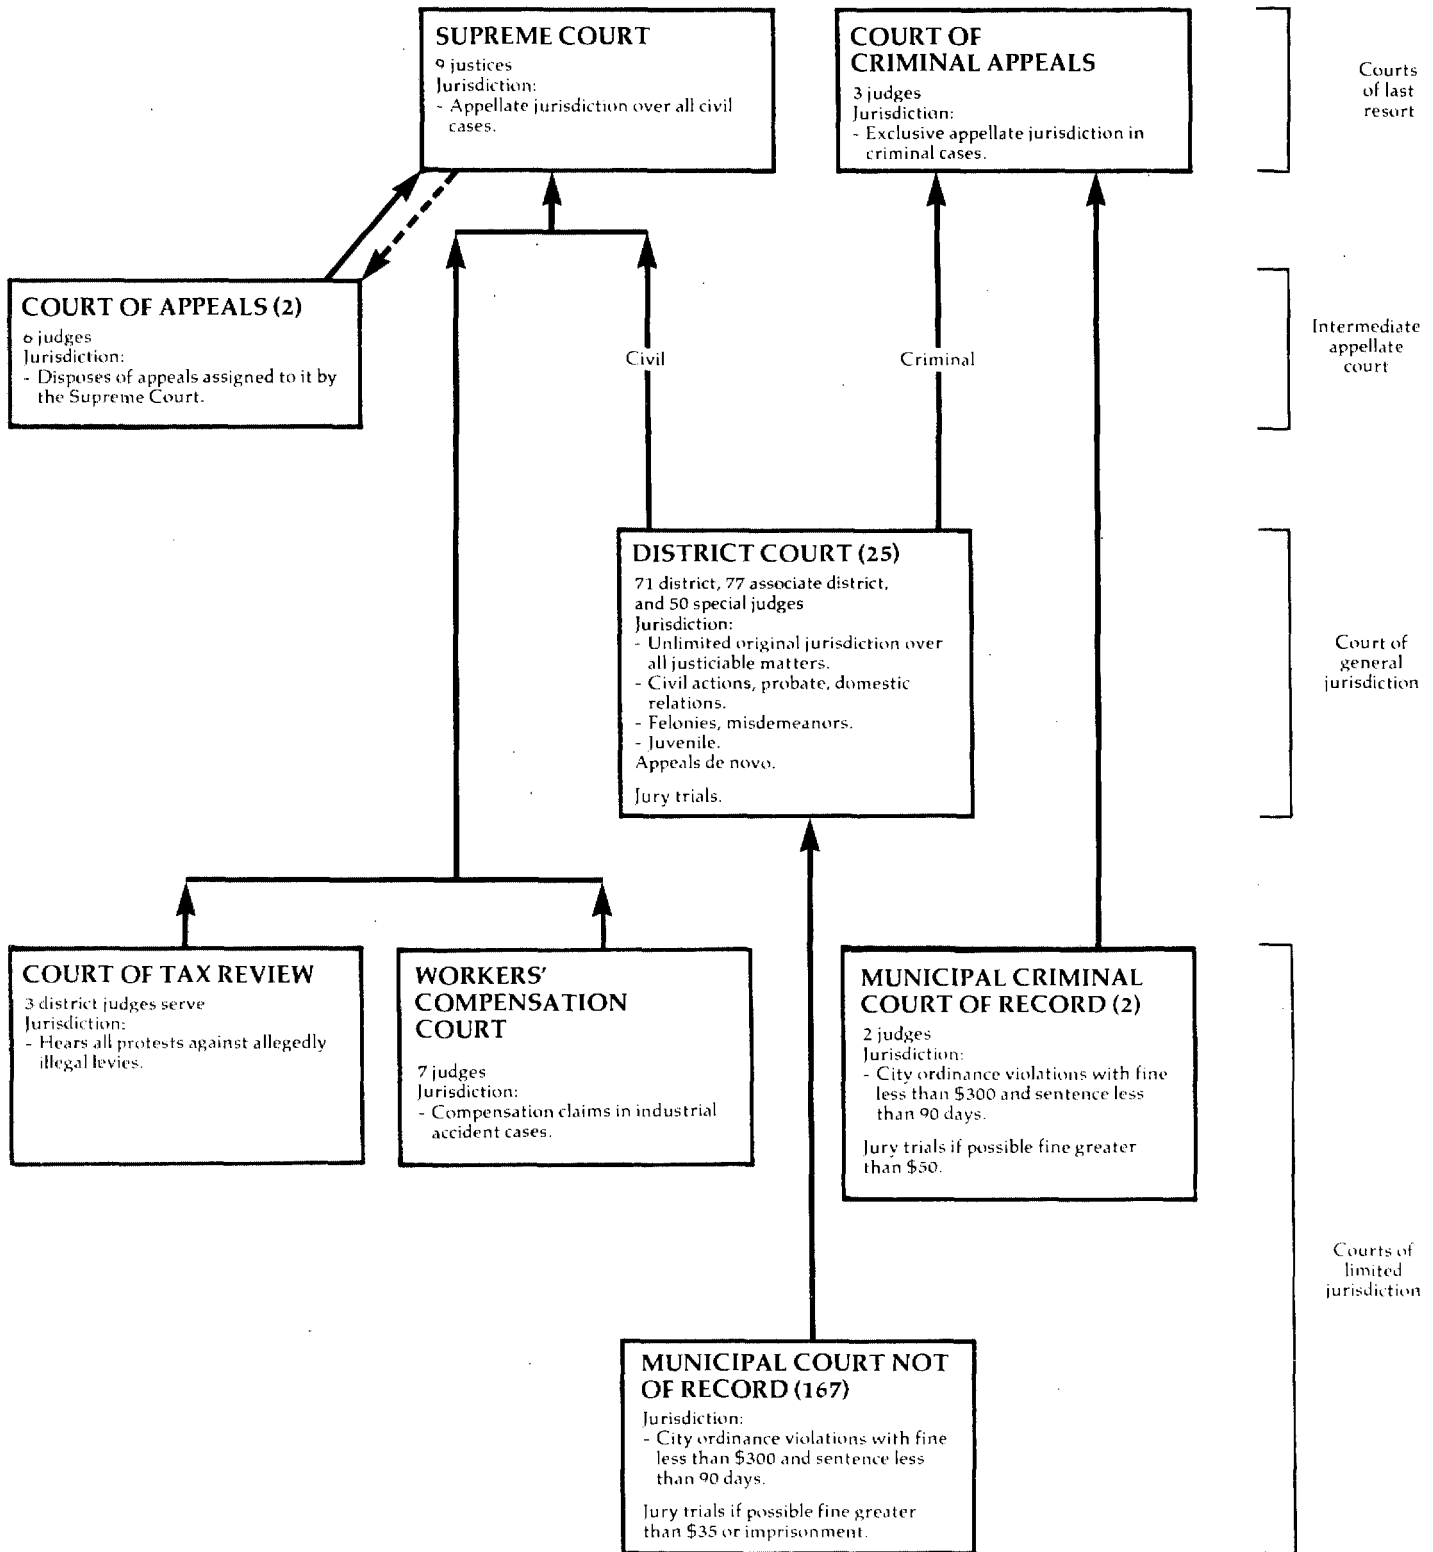 SUPREME COURT
9 justices
Jurisdiction:
- Appellate jurisdiction over all civil
cases.
COURT OF
CRIMINAL APPEALS
3 judges
Jurisdiction:
- Exclusive appellate jurisdiction in
criminal cases.
Courts
of last
resort
COURT OF APPEALS (2)
6 judges
Jurisdiction:
- Disposes of appeals assigned to it by
the Supreme Court.
Civil
Criminal
Intermediate
appellate
court
DISTRICT COURT (25)
71 district, 77 associate district,
and 50 special judges
Jurisdiction:
- Unlimited original jurisdiction over
all justiciable matters.
- Civil actions, probate, domestic
relations.
- Felonies, misdemeanors.
- Juvenile.
Appeals de novo.
Jury trials.
Court of
general
jurisdiction
COURT OF TAX REVIEW
3 district judges serve
Jurisdiction:
- Hears all protests against allegedly
illegal levies.
WORKERS'
COMPENSATION
COURT
7 judges
Jurisdiction:
- Compensation claims in industrial
accident cases.
MUNICIPAL CRIMINAL
COURT OF RECORD (2)
2 judges
Jurisdiction:
- City ordinance violations with fine
less than $300 and sentence less
than 90 days.
Jury trials if possible fine greater
than $50.
Courts of
limited
jurisdiction
MUNICIPAL COURT NOT
OF RECORD (167)
Jurisdiction:
- City ordinance violations with fine
less than $300 and sentence less
than 90 days.
Jury trials if possible fine greater
than $35 or imprisonment.